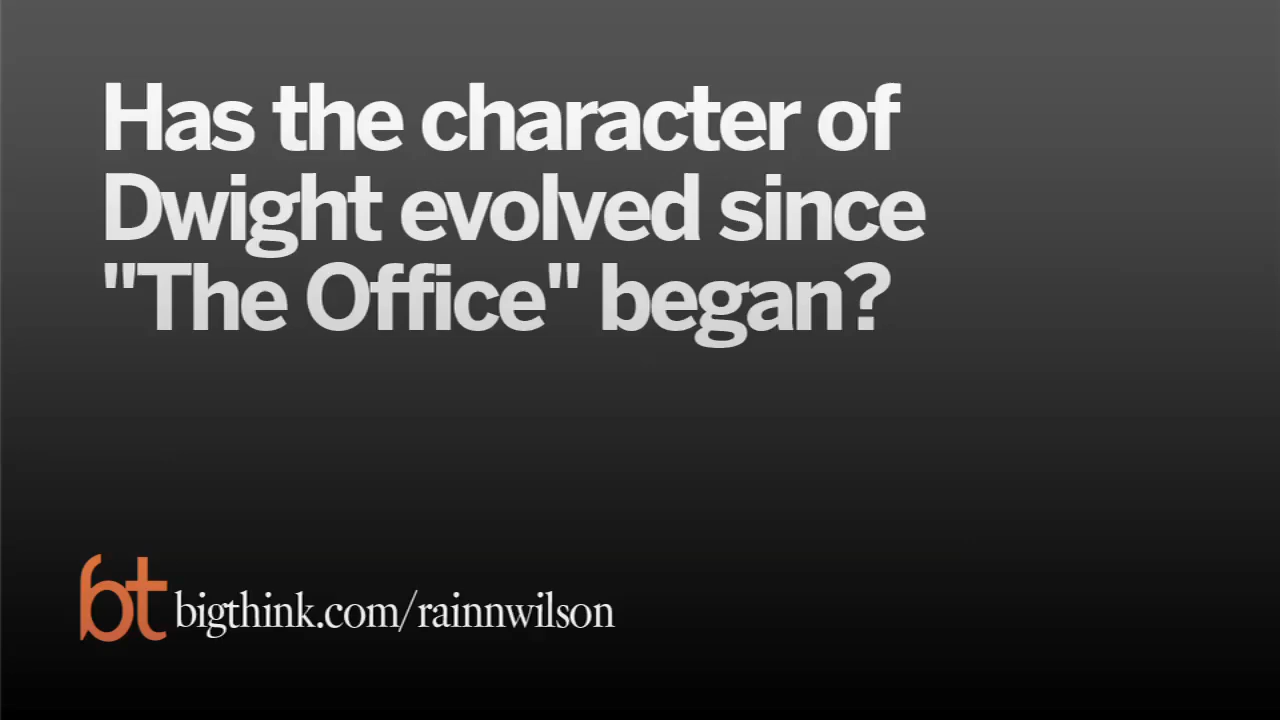 Has the character of
Dwight evolved since
"The Office" began?
bt bigthink.com/rainnwilson